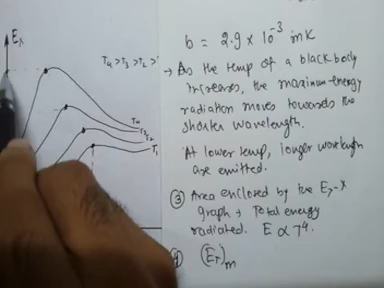 Eλ
T4 > T3 > T2 >
T4
T3
T2
T1
b = 2.9 × 10⁻³ mK
→ As the temp of a black body
increases, the maximum energy
radiation moves towards the
shorter wavelength.
At lower temp, longer wavelength
are emitted.
③ Area enclosed by the Eλ-λ
graph → Total energy
radiated. E ∝ T⁴.
④ (Eλ)m